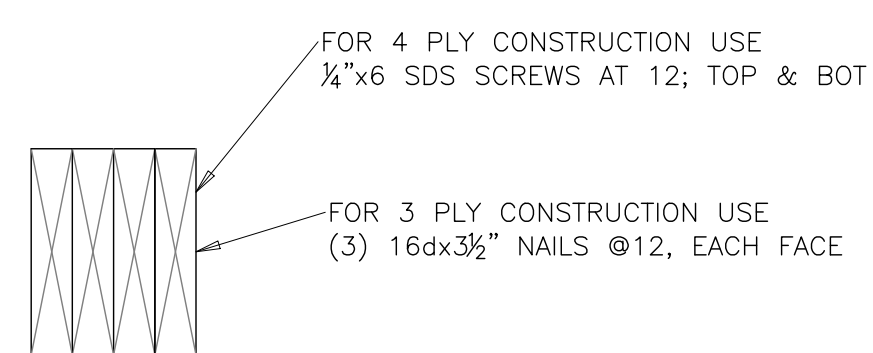 FOR 4 PLY CONSTRUCTION USE
¼”x6 SDS SCREWS AT 12; TOP & BOT
FOR 3 PLY CONSTRUCTION USE
(3) 16dx3½” NAILS @12, EACH FACE